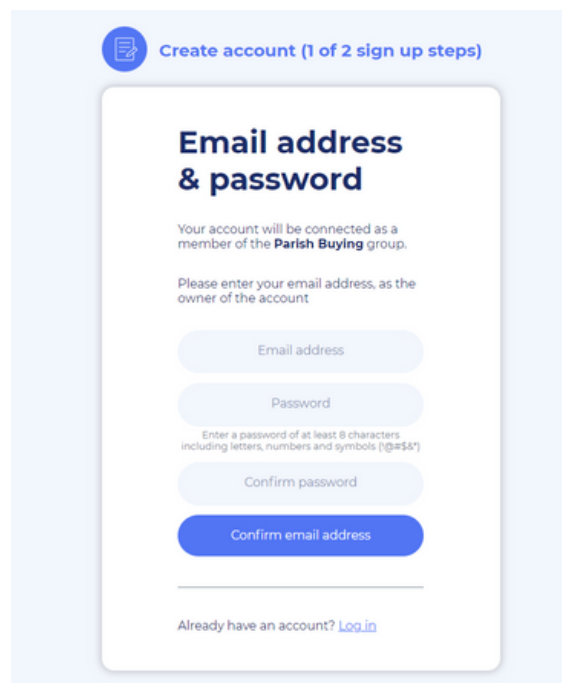 Create account (1 of 2 sign up steps)
Email address
& password
Your account will be connected as a
member of the Parish Buying group.
Please enter your email address, as the
owner of the account
Email address
Password
Enter a password of at least 8 characters
including letters, numbers and symbols (\@#$&*)
Confirm password
Confirm email address
Already have an account? Log in